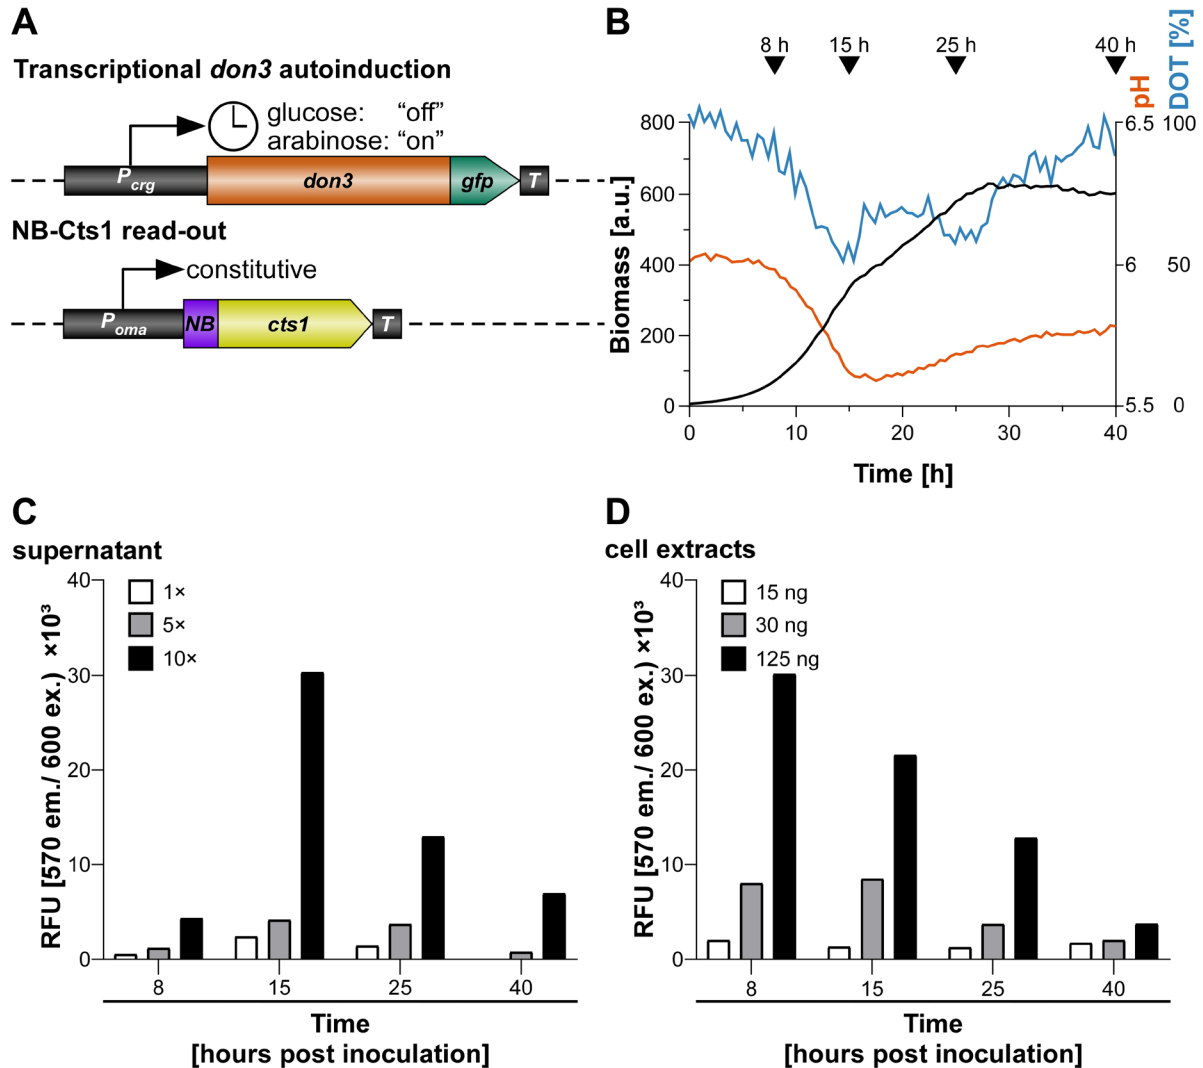 A
Transcriptional don3 autoinduction
glucose: “off”
arabinose: “on”
Pcrg
don3
gfp
T
NB-Cts1 read-out
constitutive
Poma
NB
cts1
T
B
8 h
15 h
25 h
40 h
Biomass [a.u.]
800
600
400
200
0
pH
6.5
6
5.5
DOT [%]
100
50
0
0
10
20
30
40
Time [h]
C
supernatant
1×
5×
10×
RFU [570 em./ 600 ex.) ×10³
40
30
20
10
0
8
15
25
40
Time
[hours post inoculation]
D
cell extracts
15 ng
30 ng
125 ng
RFU [570 em./ 600 ex.) ×10³
40
30
20
10
0
8
15
25
40
Time
[hours post inoculation]